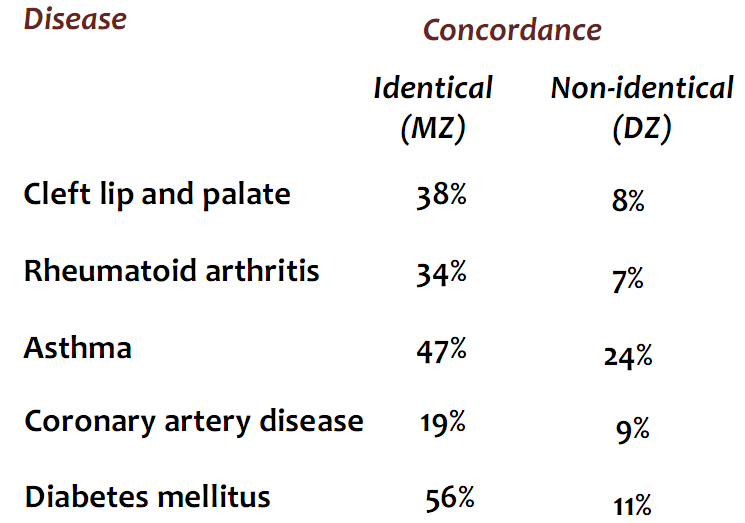 Disease Concordance
Identical (MZ) Non-identical (DZ)
Cleft lip and palate 38% 8%
Rheumatoid arthritis 34% 7%
Asthma 47% 24%
Coronary artery disease 19% 9%
Diabetes mellitus 56% 11%